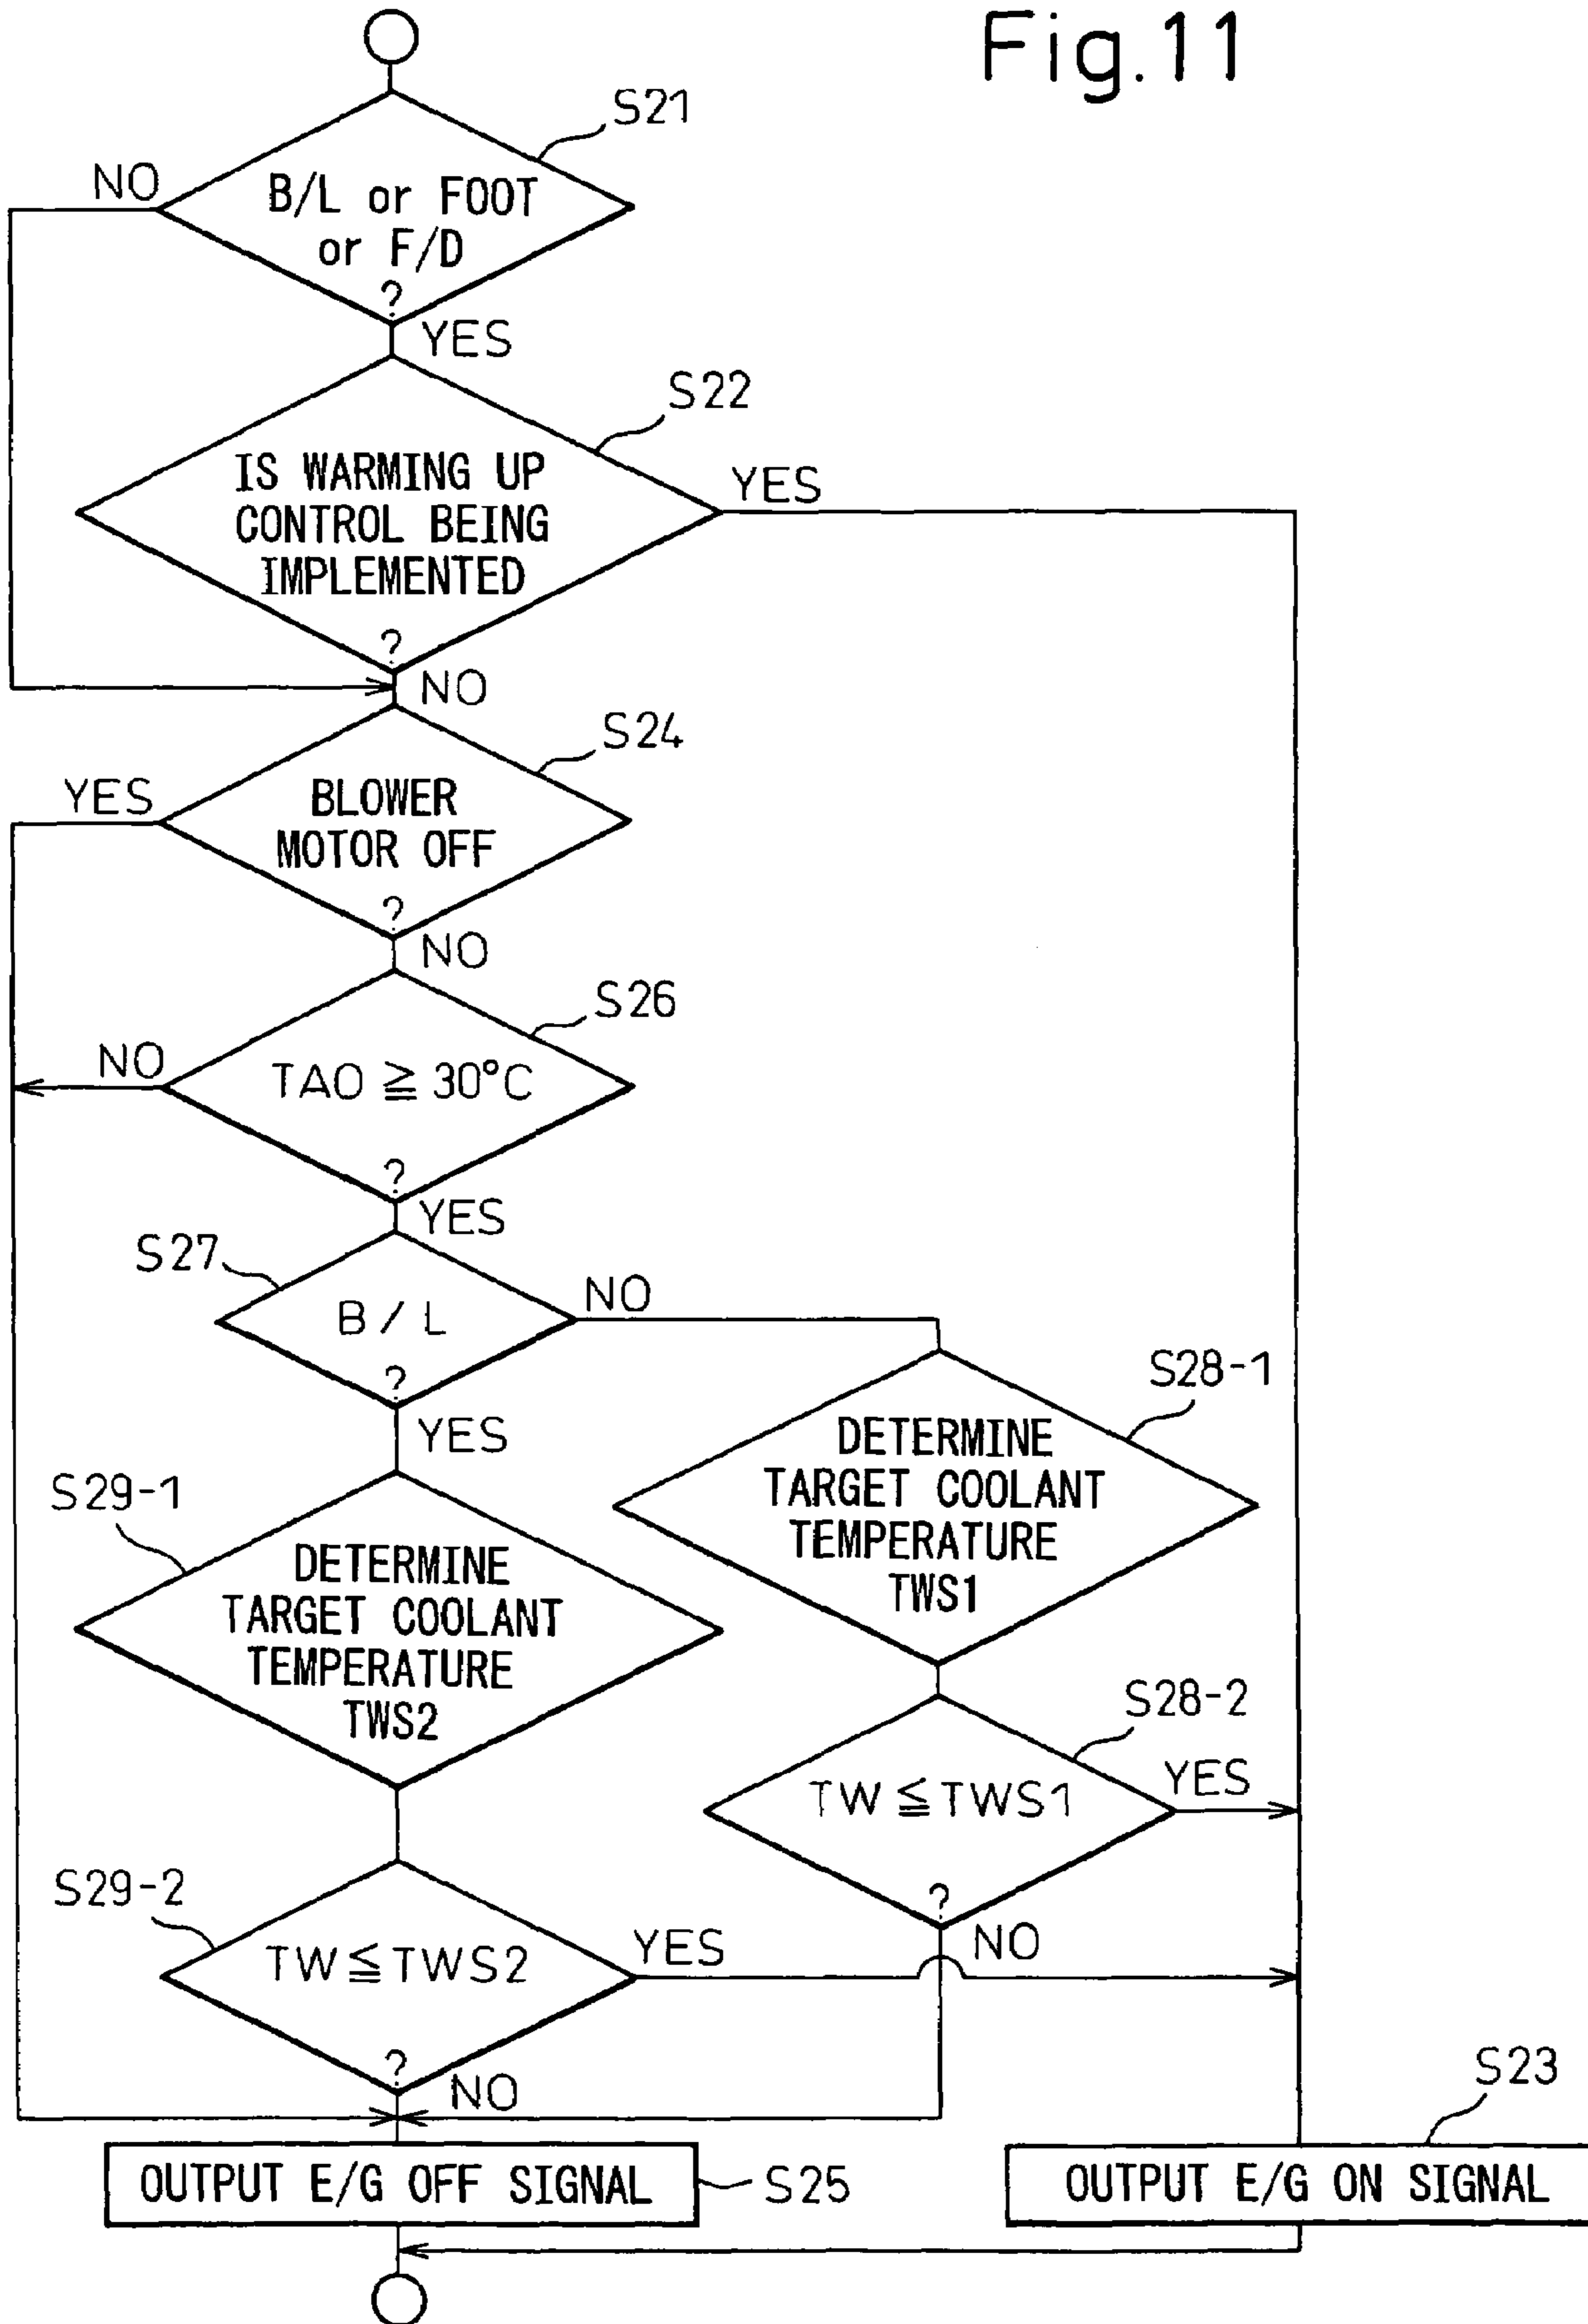 Fig.11
S21
NO
B/L or FOOT
or F/D
?
YES
S22
IS WARMING UP
CONTROL BEING
IMPLEMENTED
?
YES
NO
S24
YES
BLOWER
MOTOR OFF
?
NO
S26
NO
TAO ≧ 30°C
?
YES
S27
B / L
?
NO
YES
S28-1
DETERMINE
TARGET COOLANT
TEMPERATURE
TWS1
S29-1
DETERMINE
TARGET COOLANT
TEMPERATURE
TWS2
S28-2
TW ≦ TWS1
?
YES
NO
S29-2
TW ≦ TWS2
?
YES
NO
S23
OUTPUT E/G OFF SIGNAL
S25
OUTPUT E/G ON SIGNAL